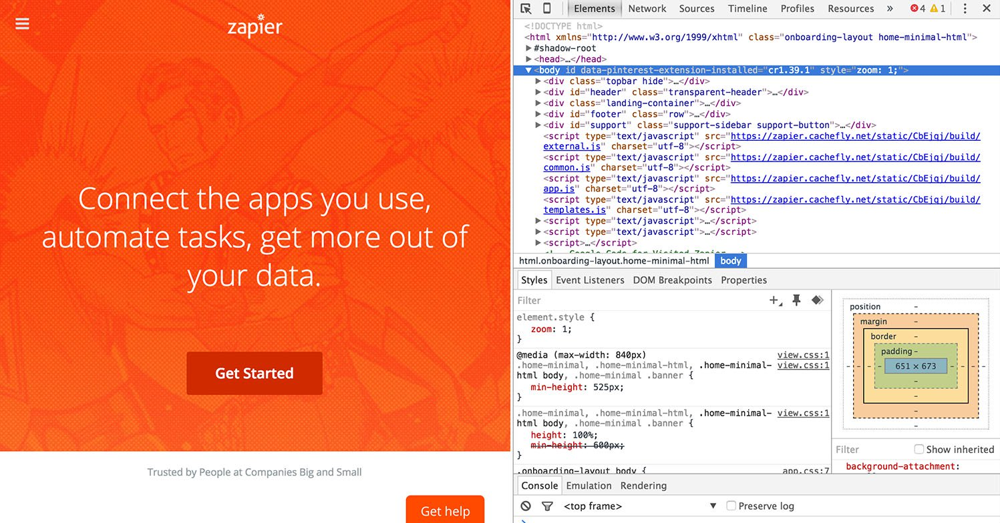 zapier
Connect the apps you use,
automate tasks, get more out of
your data.
Get Started
Trusted by People at Companies Big and Small
Get help
Elements Network Sources Timeline Profiles Resources » 4 1
<!DOCTYPE html>
<html xmlns="http://www.w3.org/1999/xhtml" class="onboarding-layout home-minimal-html">
#shadow-root
<head>…</head>
<body id data-pinterest-extension-installed="cr1.39.1" style="zoom: 1;">
<div class="topbar hide">…</div>
<div id="header" class="transparent-header">…</div>
<div class="landing-container">…</div>
<div id="footer" class="row">…</div>
<div id="support" class="support-sidebar support-button">…</div>
<script type="text/javascript" src="https://zapier.cachefly.net/static/CbEjqj/build/
external.js" charset="utf-8"></script>
<script type="text/javascript" src="https://zapier.cachefly.net/static/CbEjqj/build/
common.js" charset="utf-8"></script>
<script type="text/javascript" src="https://zapier.cachefly.net/static/CbEjqj/build/
app.js" charset="utf-8"></script>
<script type="text/javascript" src="https://zapier.cachefly.net/static/CbEjqj/build/
templates.js" charset="utf-8"></script>
<script type="text/javascript">…</script>
<script type="text/javascript">…</script>
<script>…</script>
<!-- Google Code for Visited Zapier
html.onboarding-layout.home-minimal-html body
Styles Event Listeners DOM Breakpoints Properties
Filter
element.style {
zoom: 1;
}
@media (max-width: 840px) view.css:1
.home-minimal, .home-minimal-html, .home-minimal- view.css:1
html body, .home-minimal .banner {
min-height: 525px;
}
.home-minimal, .home-minimal-html, .home-minimal- view.css:1
html body, .home-minimal .banner {
height: 100%;
min-height: 600px;
}
.onboarding-layout body { app.css:7
position -
margin -
border -
padding -
- - - - 651 × 673 - - - -
-
-
-
-
Filter Show inherited
background-attachment:
Console Emulation Rendering
<top frame> ▼ Preserve log